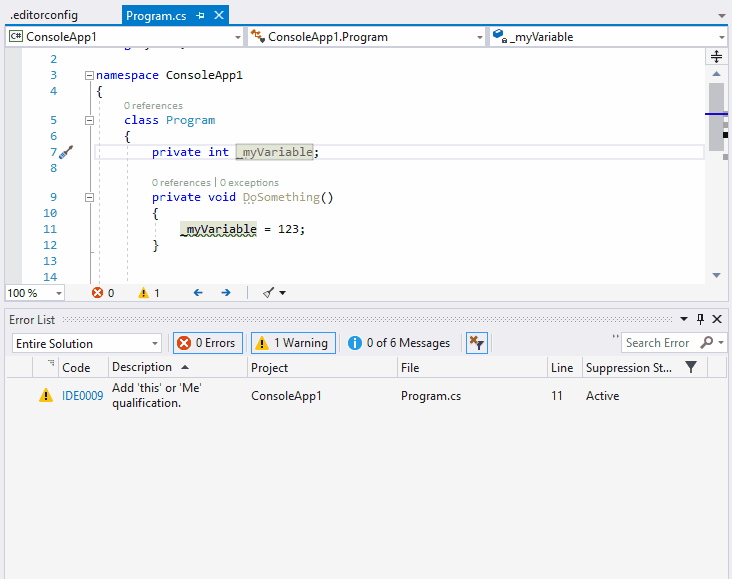 .editorconfig
Program.cs
C# ConsoleApp1
ConsoleApp1.Program
_myVariable
2
3 namespace ConsoleApp1
4 {
0 references
5 class Program
6 {
7 private int _myVariable;
8
0 references | 0 exceptions
9 private void DoSomething()
10 {
11 _myVariable = 123;
12 }
13
14
100 %
0
1
Error List
Entire Solution
0 Errors
1 Warning
0 of 6 Messages
Search Error
Code
Description
Project
File
Line
Suppression St...
IDE0009
Add 'this' or 'Me'
qualification.
ConsoleApp1
Program.cs
11
Active